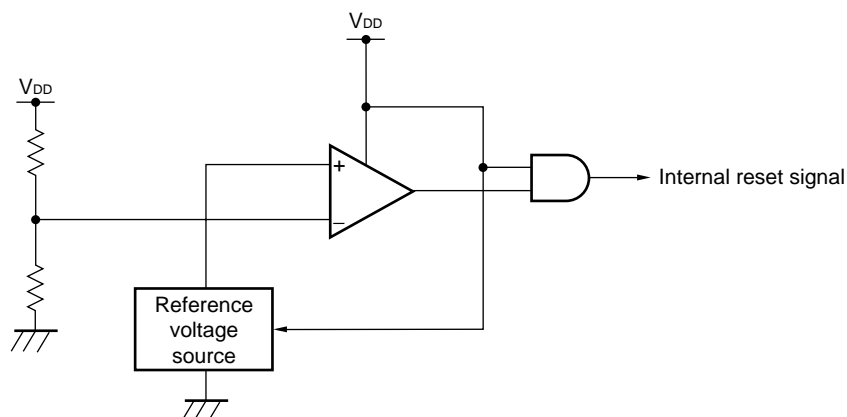 VDD
VDD
+
−
Internal reset signal
Reference
voltage
source